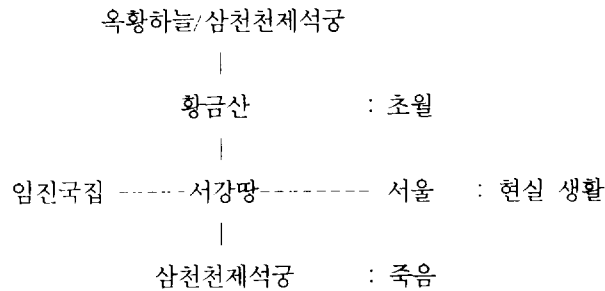 옥황하늘/삼천천제석궁
황금산 : 초월
임진국집 ------서강땅--------- 서울 : 현실 생활
삼천천제석궁 : 죽음